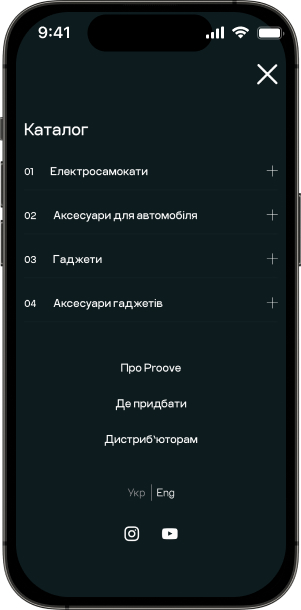 9:41
Каталог
01 Електросамокати
02 Аксесуари для автомобіля
03 Гаджети
04 Аксесуари гаджетів
Про Proove
Де придбати
Дистриб'юторам
Укр | Eng